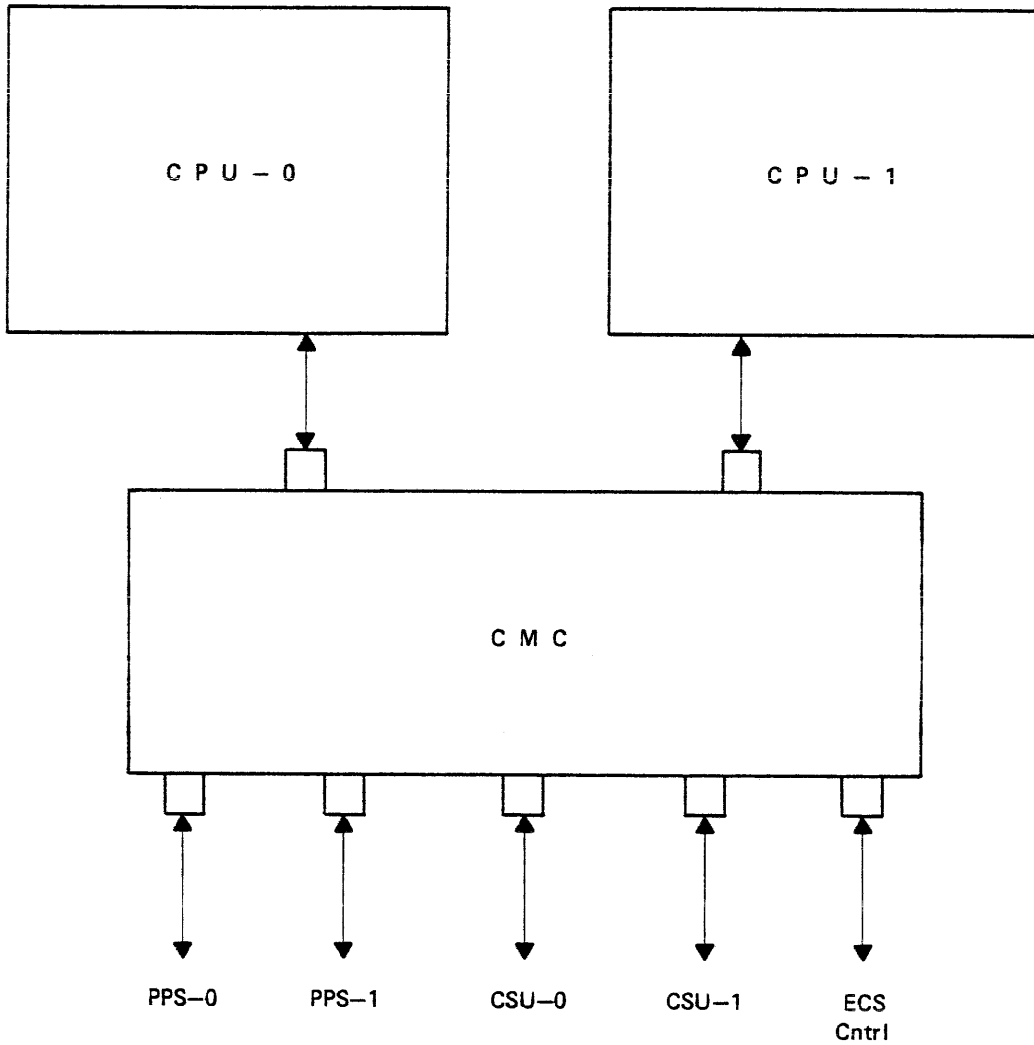 C P U – 0
C P U – 1
C M C
PPS–0
PPS–1
CSU–0
CSU–1
ECS
Cntrl